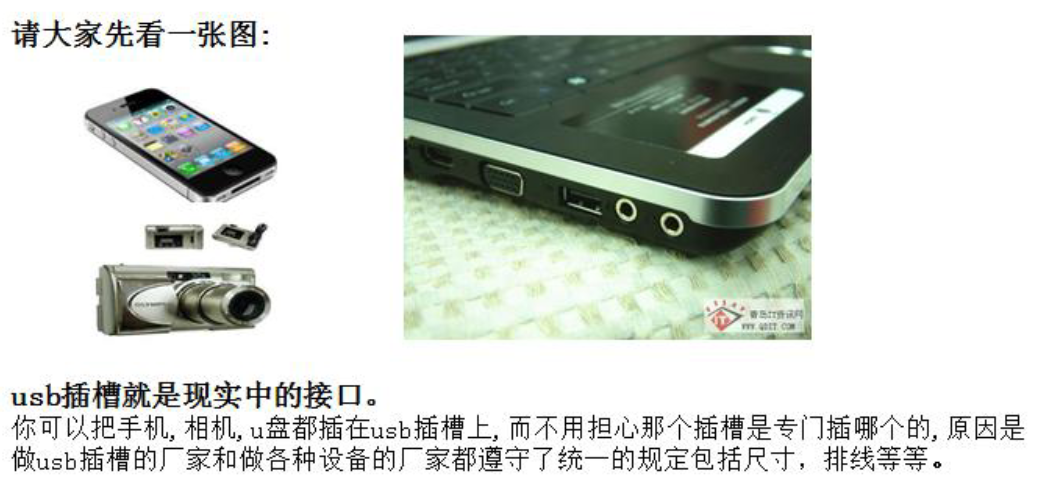 请大家先看一张图:
青岛IT资讯网
WWW.QDIT.COM
usb插槽就是现实中的接口。
你可以把手机,相机,u盘都插在usb插槽上,而不用担心那个插槽是专门插哪个的,原因是
做usb插槽的厂家和做各种设备的厂家都遵守了统一的规定包括尺寸，排线等等。